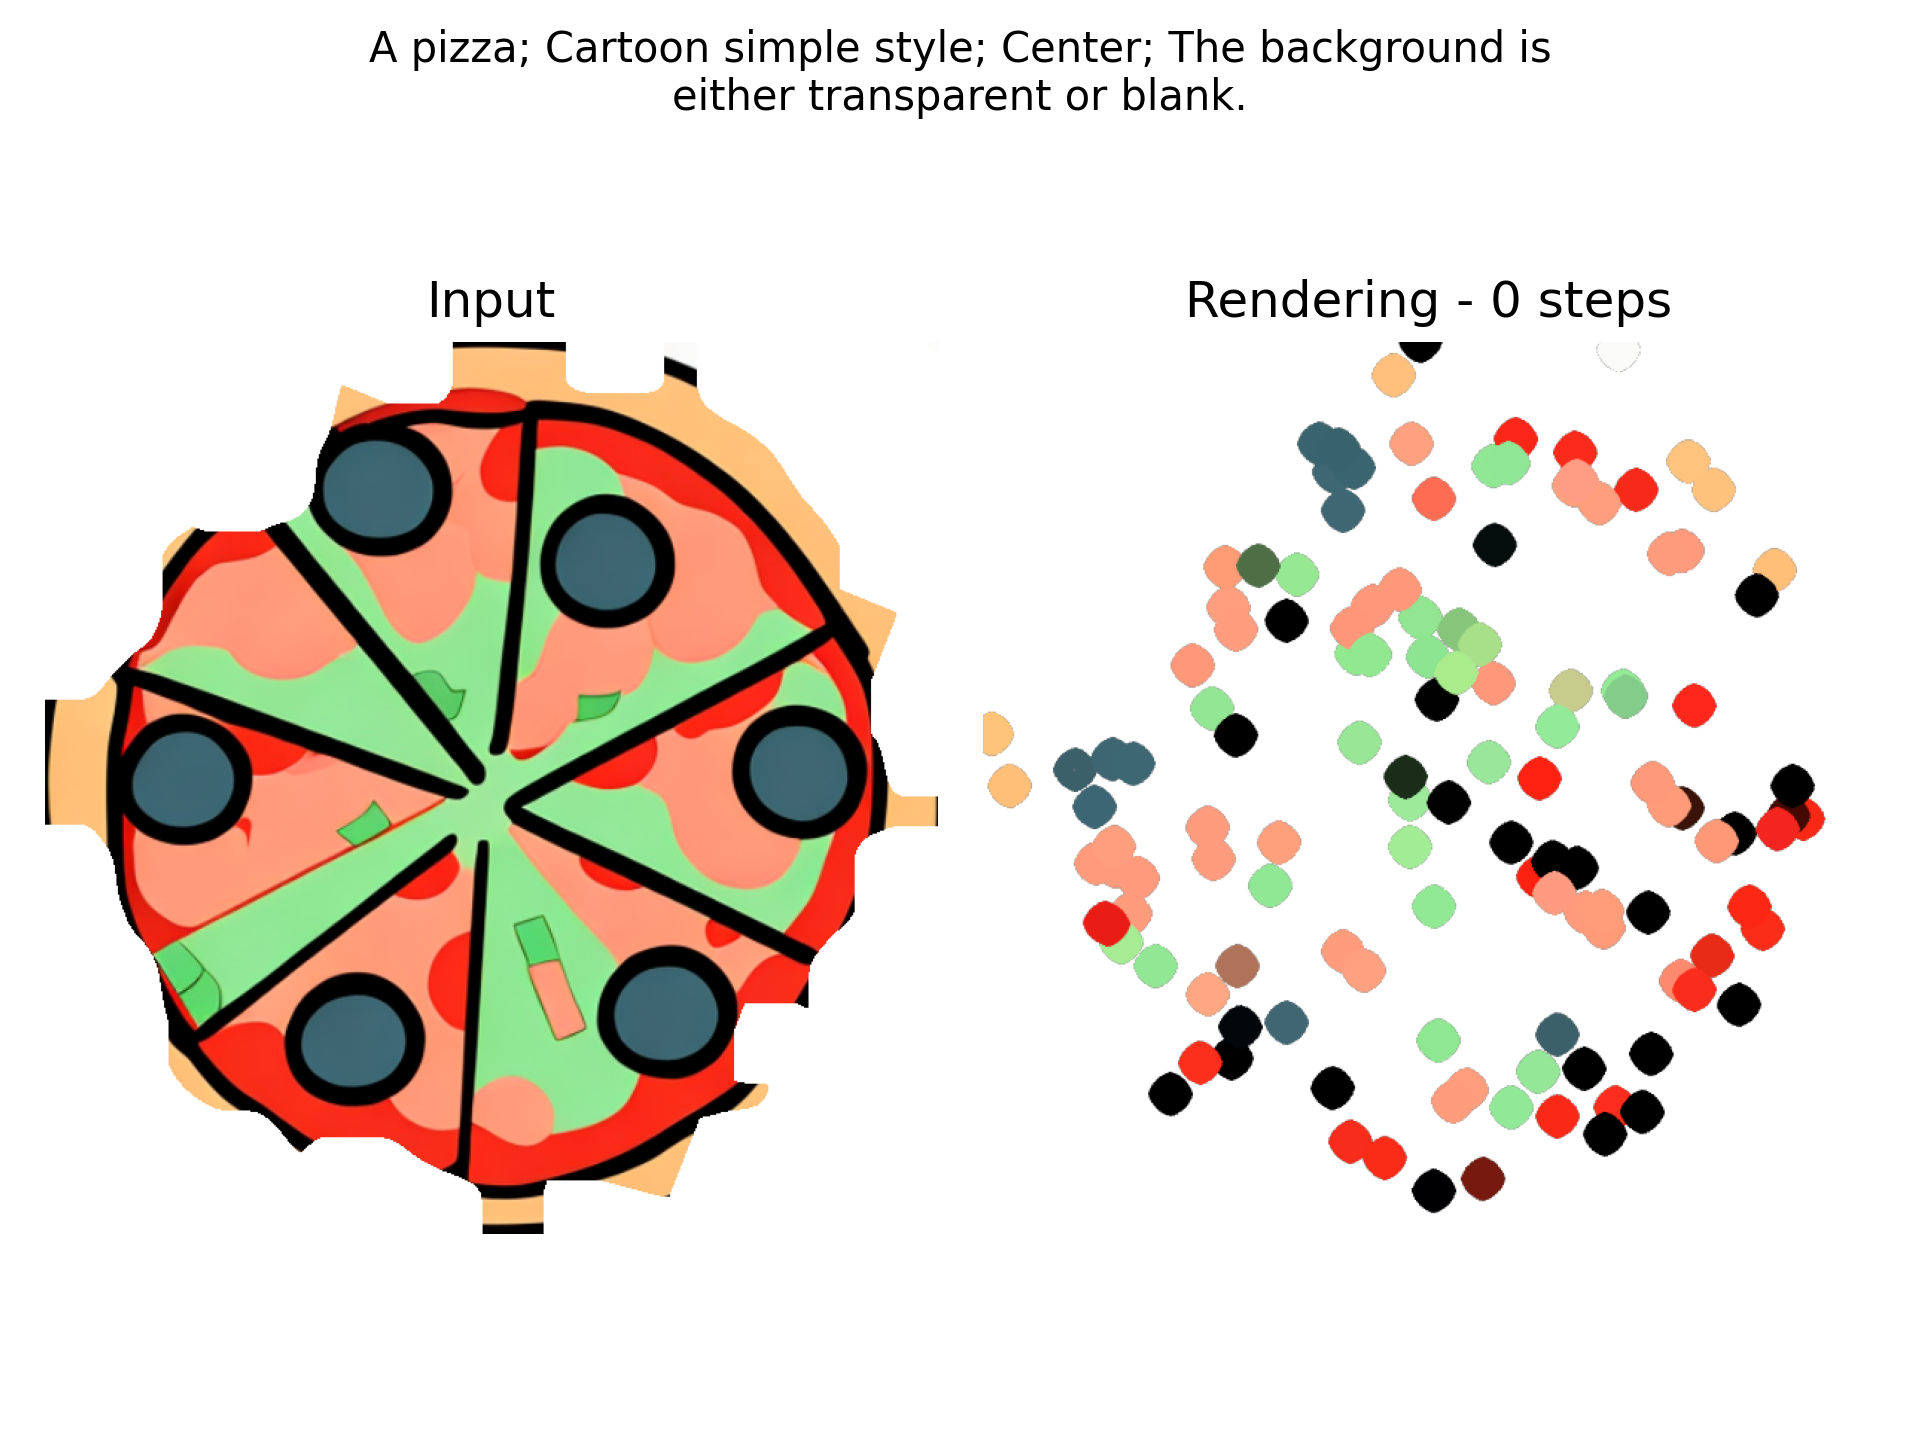 A pizza; Cartoon simple style; Center; The background is
either transparent or blank.
Input
Rendering - 0 steps